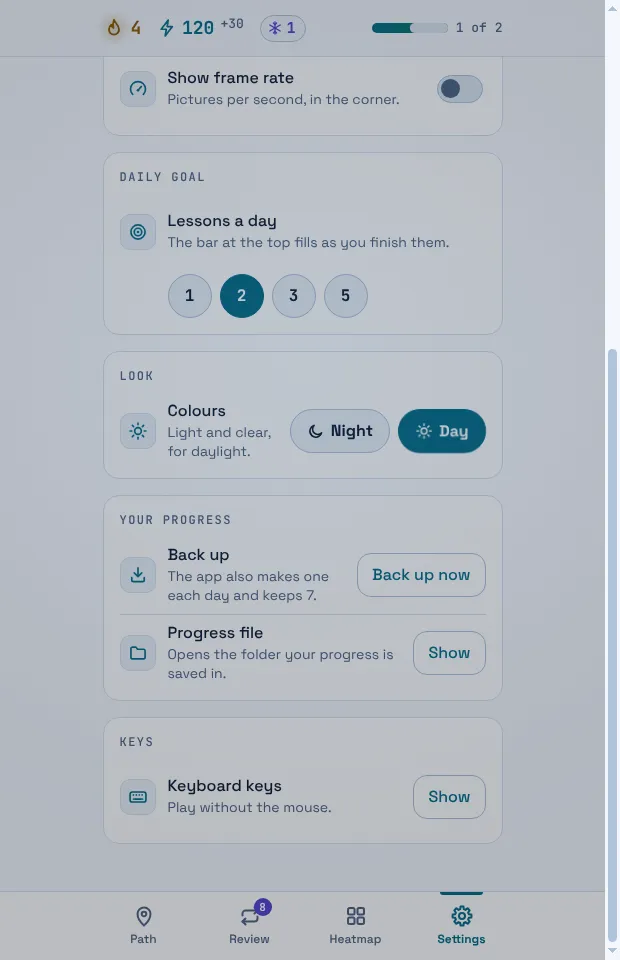 4 120 +30 1 1 of 2
Show frame rate
Pictures per second, in the corner.
DAILY GOAL
Lessons a day
The bar at the top fills as you finish them.
1 2 3 5
LOOK
Colours
Light and clear,
for daylight.
Night Day
YOUR PROGRESS
Back up
The app also makes one
each day and keeps 7.
Back up now
Progress file
Opens the folder your progress is
saved in.
Show
KEYS
Keyboard keys
Play without the mouse.
Show
8
Path Review Heatmap Settings